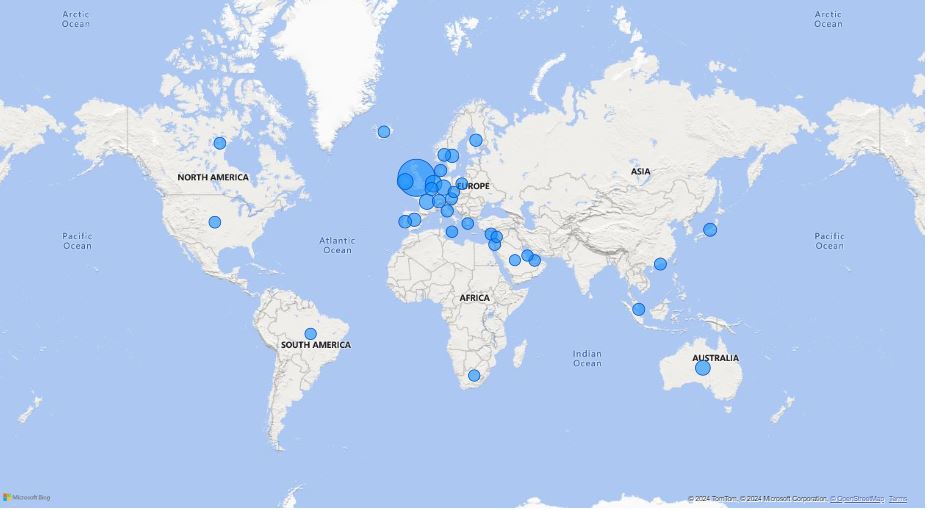 Arctic
Ocean
Arctic
Ocean
NORTH AMERICA
ASIA
EUROPE
Pacific
Ocean
Atlantic
Ocean
Pacific
Ocean
AFRICA
SOUTH AMERICA
Indian
Ocean
AUSTRALIA
Microsoft Bing
© 2024 TomTom, © 2024 Microsoft Corporation, © OpenStreetMap Terms